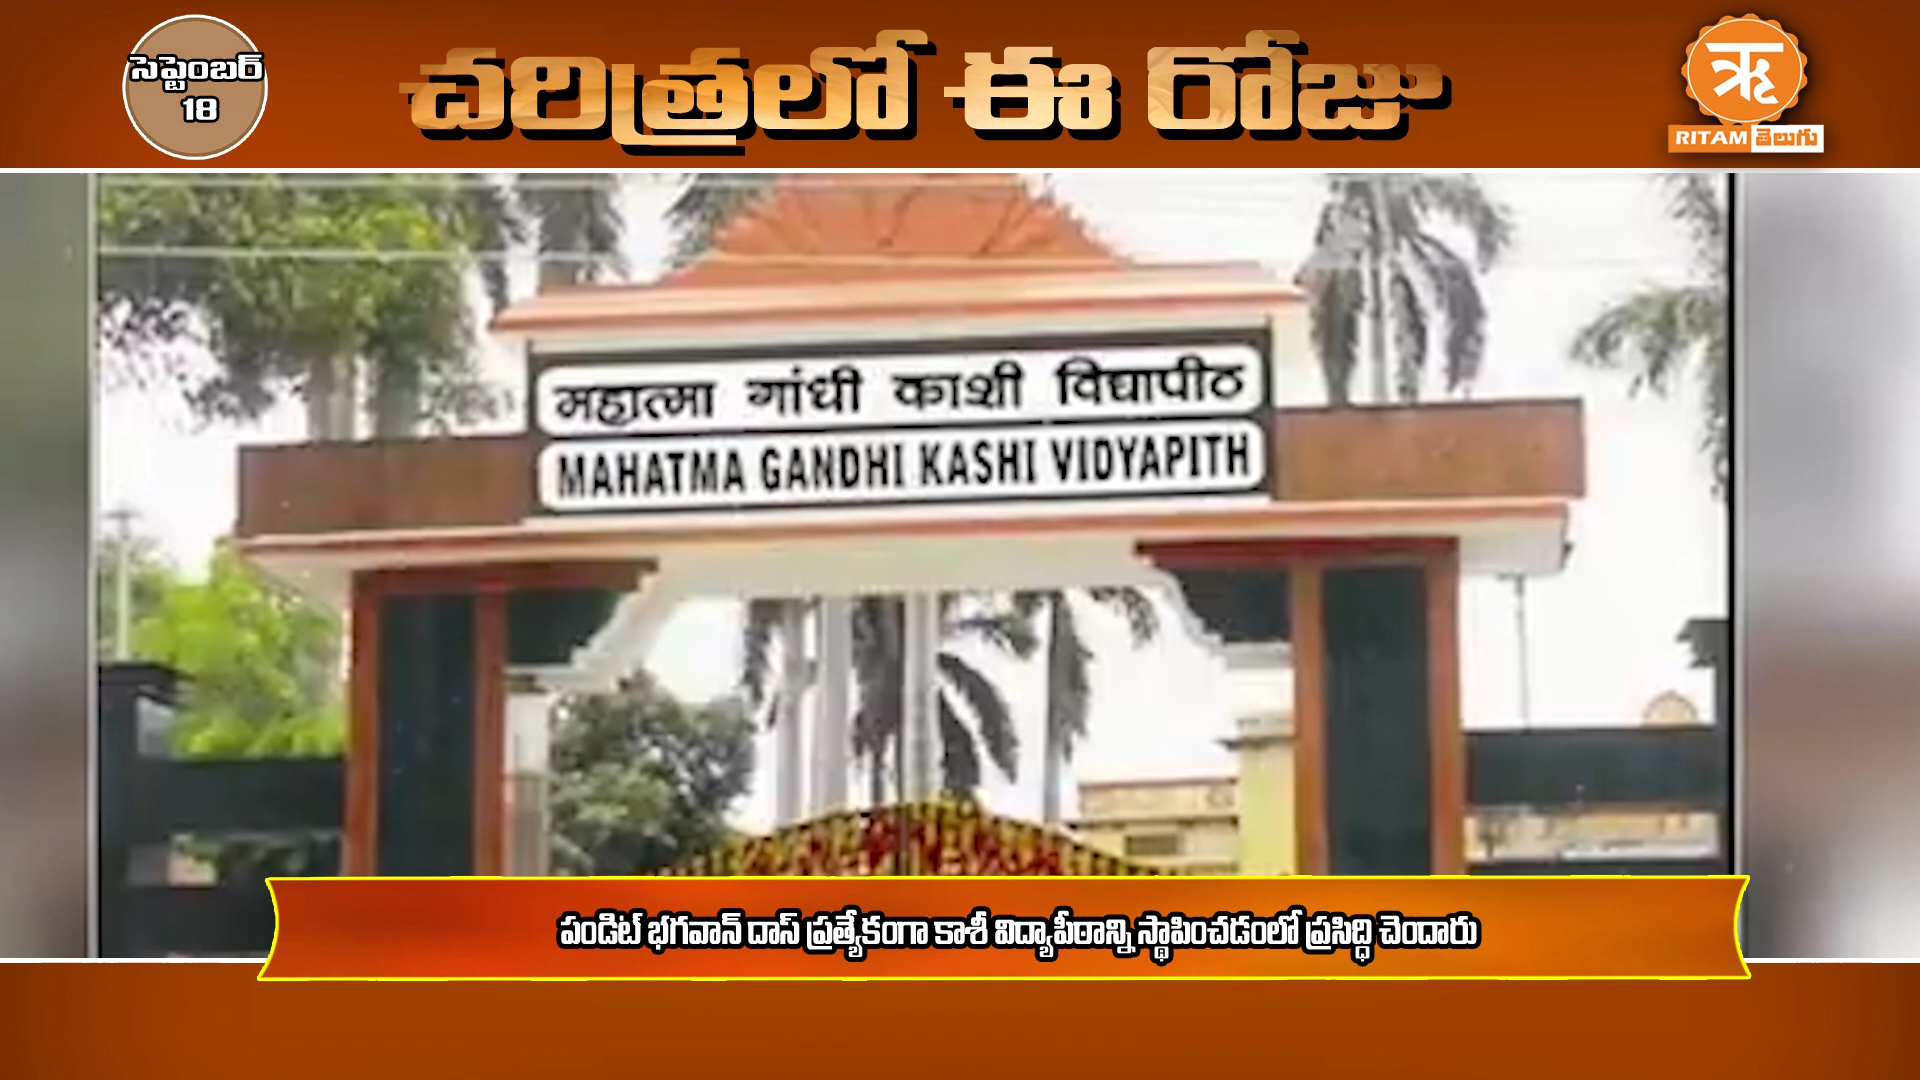 సెప్టెంబర్
18
చరిత్రలో ఈ రోజు
ऋ
RITAM తెలుగు
महात्मा गांधी काशी विद्यापीठ
MAHATMA GANDHI KASHI VIDYAPITH
పండిట్ భగవాన్ దాస్ ప్రత్యేకంగా కాశీ విద్యాపీఠాన్ని స్థాపించడంలో ప్రసిద్ధి చెందారు